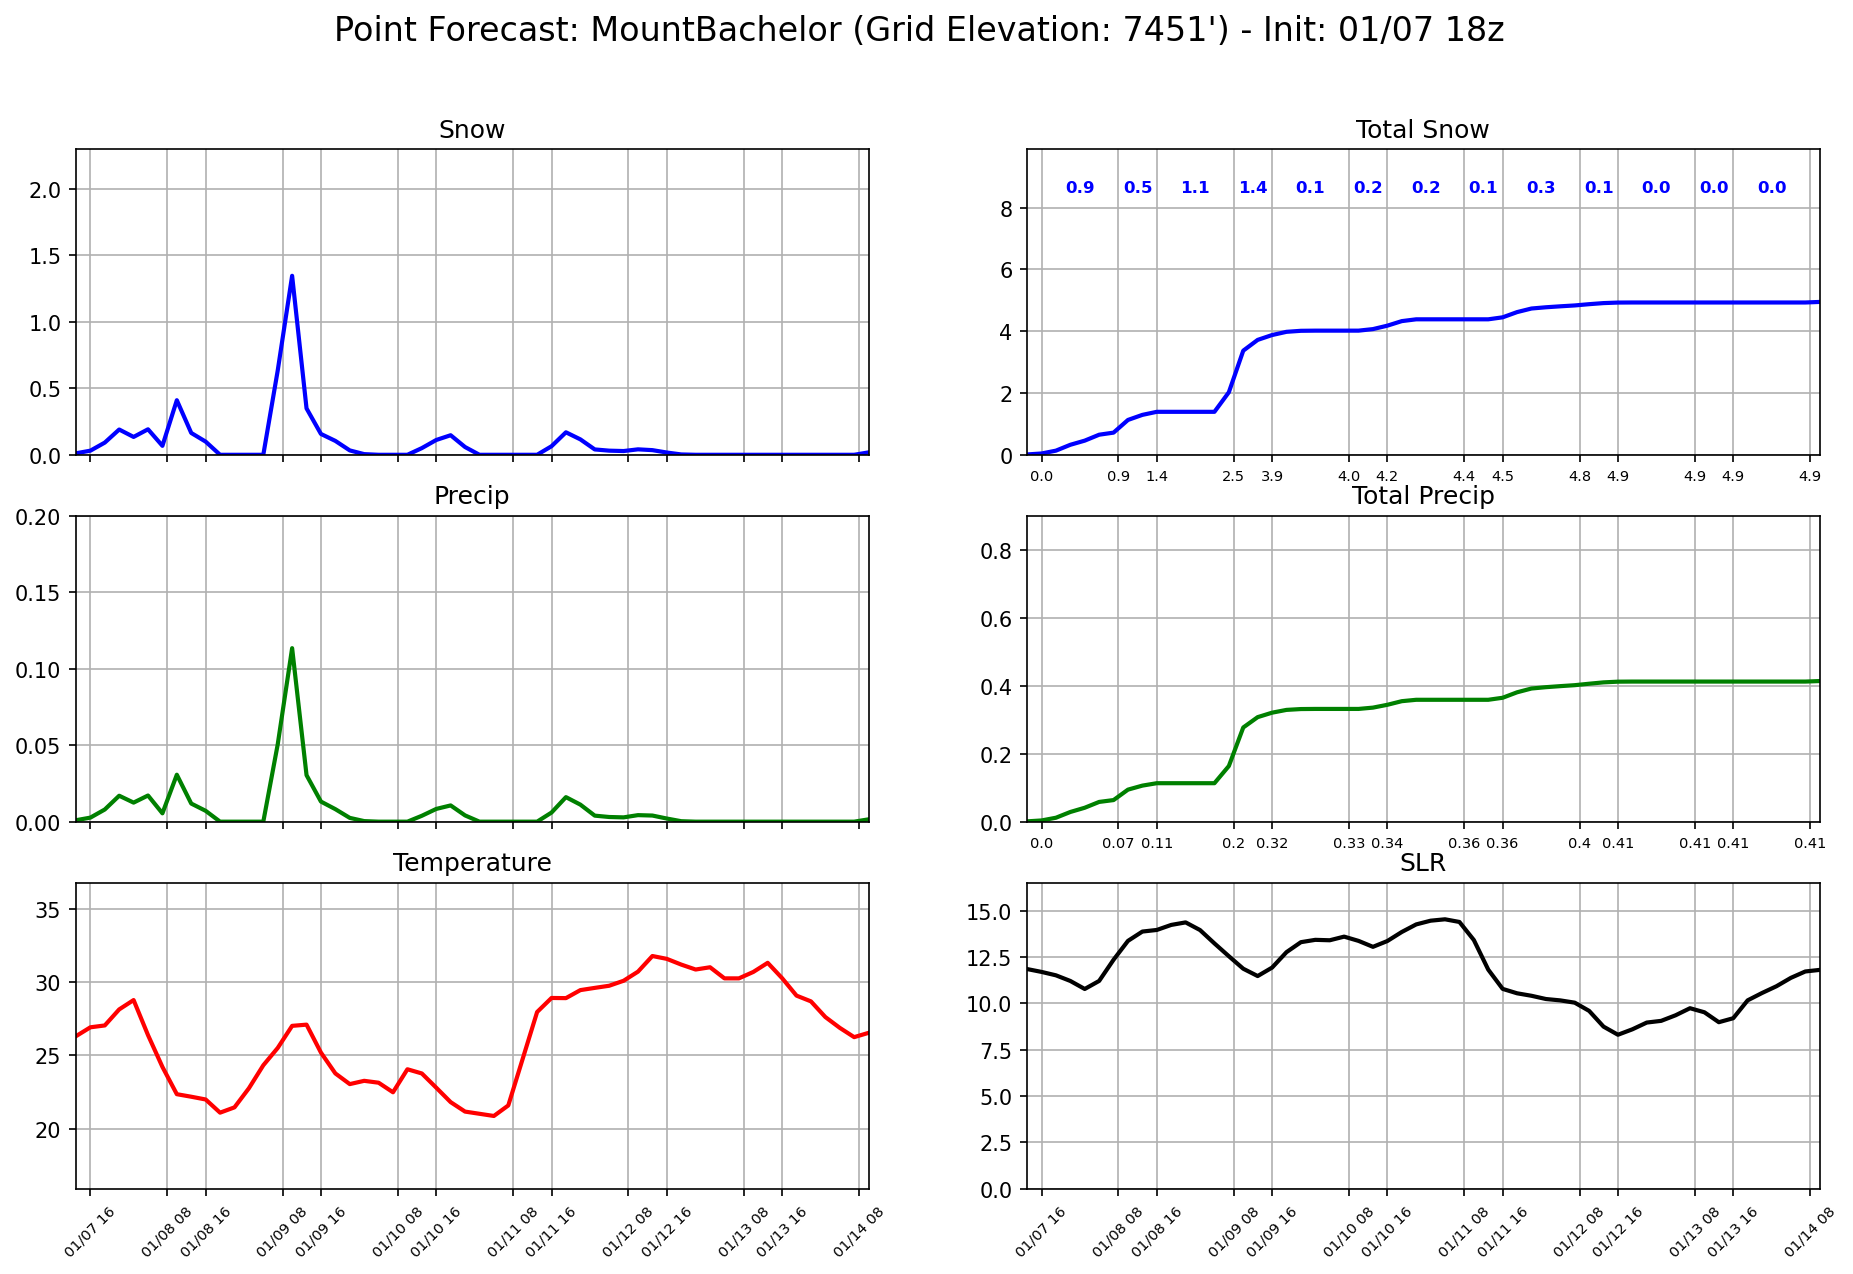 Point Forecast: MountBachelor (Grid Elevation: 7451') - Init: 01/07 18z
Snow
2.0
1.5
1.0
0.5
0.0
Total Snow
0.9 0.5 1.1 1.4 0.1 0.2 0.2 0.1 0.3 0.1 0.0 0.0 0.0
8
6
4
2
0
0.0 0.9 1.4 2.5 3.9 4.0 4.2 4.4 4.5 4.8 4.9 4.9 4.9 4.9
Precip
0.20
0.15
0.10
0.05
0.00
Total Precip
0.8
0.6
0.4
0.2
0.0
0.0 0.07 0.11 0.2 0.32 0.33 0.34 0.36 0.36 0.4 0.41 0.41 0.41 0.41
Temperature
35
30
25
20
01/07 16 01/08 08 01/08 16 01/09 08 01/09 16 01/10 08 01/10 16 01/11 08 01/11 16 01/12 08 01/12 16 01/13 08 01/13 16 01/14 08
SLR
15.0
12.5
10.0
7.5
5.0
2.5
0.0
01/07 16 01/08 08 01/08 16 01/09 08 01/09 16 01/10 08 01/10 16 01/11 08 01/11 16 01/12 08 01/12 16 01/13 08 01/13 16 01/14 08